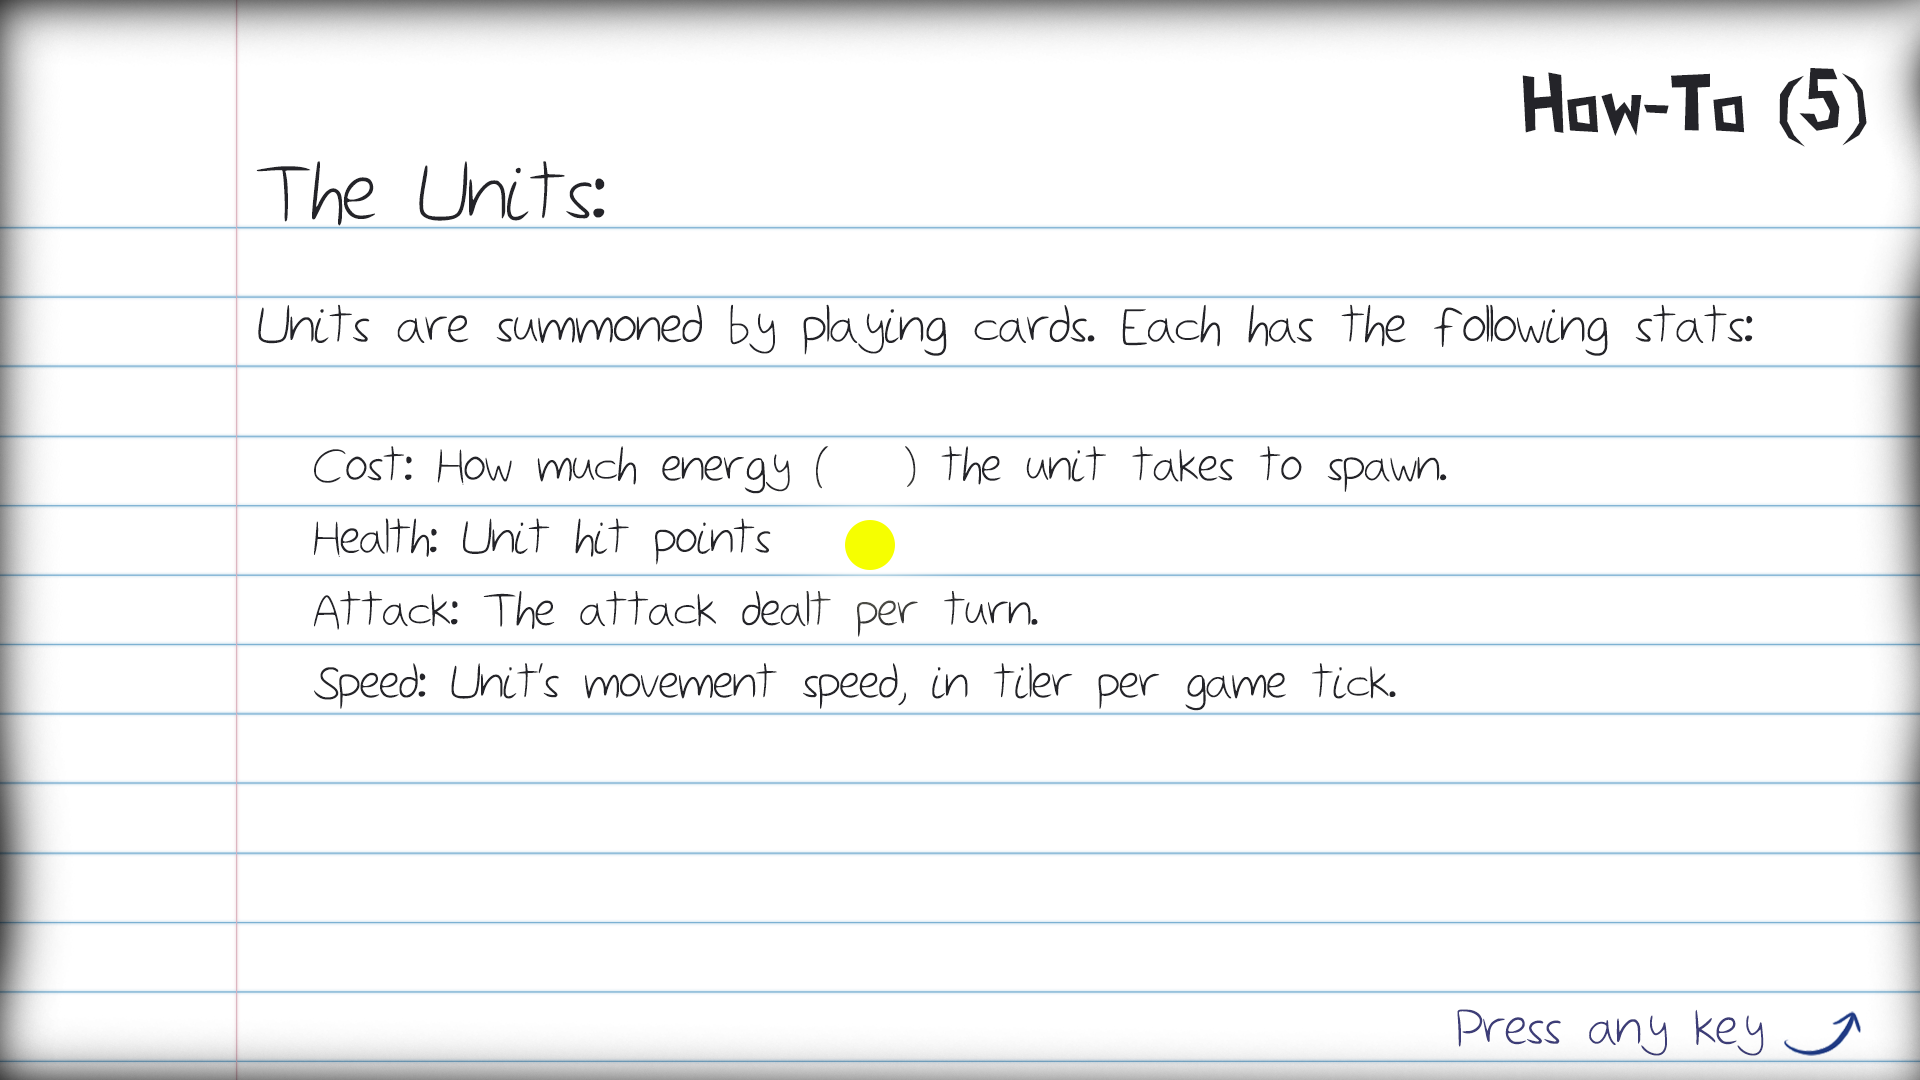 How-To (5)
The Units:
Units are summoned by playing cards. Each has the following stats:
Cost: How much energy ( ) the unit takes to spawn.
Health: Unit hit points
Attack: The attack dealt per turn.
Speed: Unit's movement speed, in tiler per game tick.
Press any key